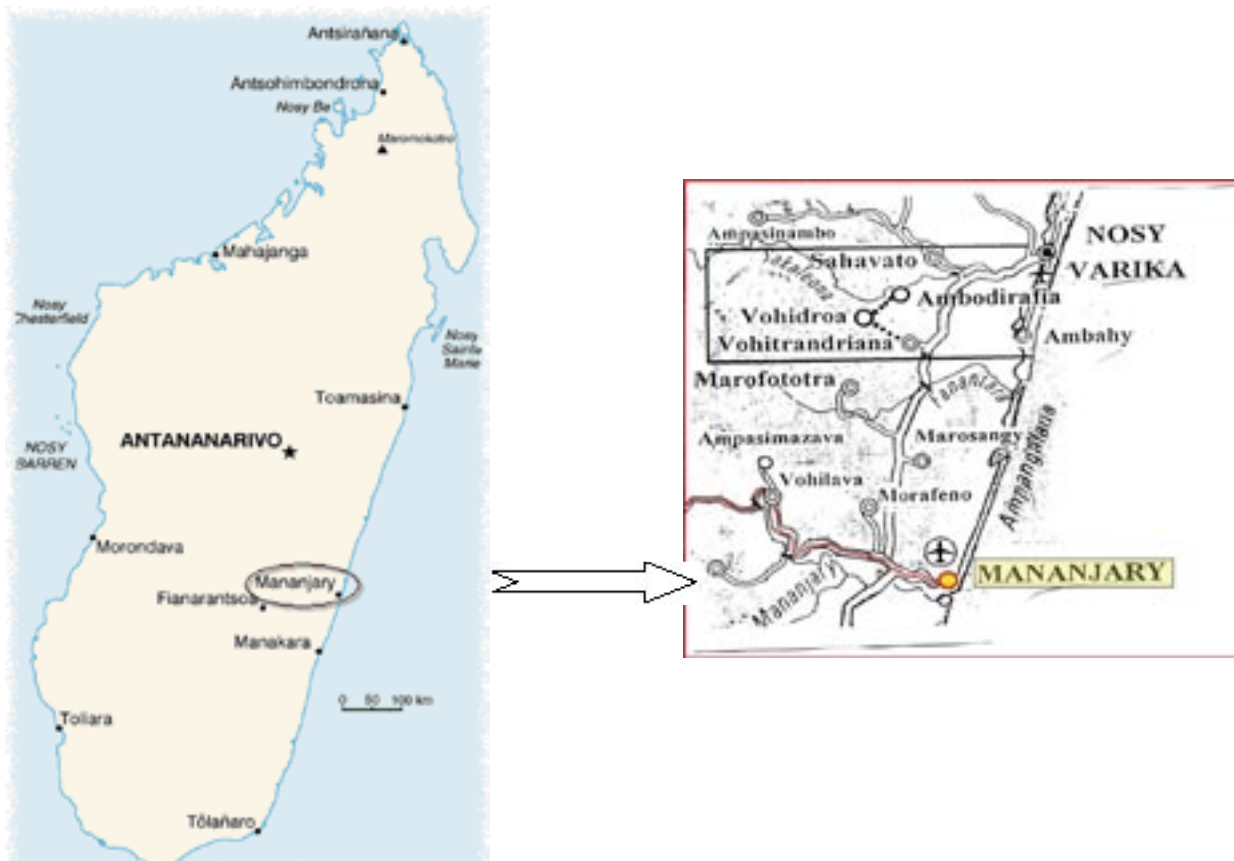 Antsirañana
Antsohimbondrona
Nosy Be
Maromokotro
Mahajanga
Nosy
Chesterfield
Nosy
Sainte
Marie
Toamasina
ANTANANARIVO
NOSY
BARREN
Morondava
Mananjary
Fianarantsoa
Manakara
0 50 100 km
Toliara
Tôlañaro
Ampasinambo
NOSY
VARIKA
Sahavato
Sakaleona
Ambodirafia
Vohidroa
Vohitrandriana
Ambahy
Marofototra
Fanantara
Ampasimazava
Marosangy
Ampangalana
Vohilava
Morafeno
MANANJARY
Mananjary